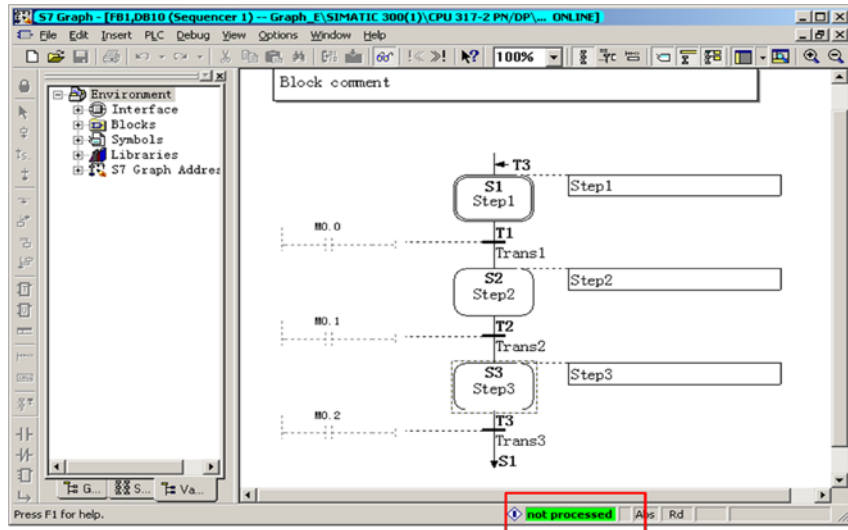 S7 Graph - [FB1,DB10 (Sequencer 1) -- Graph_E\SIMATIC 300(1)\CPU 317-2 PN/DP\... ONLINE]
File Edit Insert PLC Debug View Options Window Help
100%
Environment
Interface
Blocks
Symbols
Libraries
S7 Graph Addres
G... S... Va...
Block comment
T3
S1
Step1
Step1
M0.0
T1
Trans1
S2
Step2
Step2
M0.1
T2
Trans2
S3
Step3
Step3
M0.2
T3
Trans3
S1
Press F1 for help.
not processed
Abs
Rd